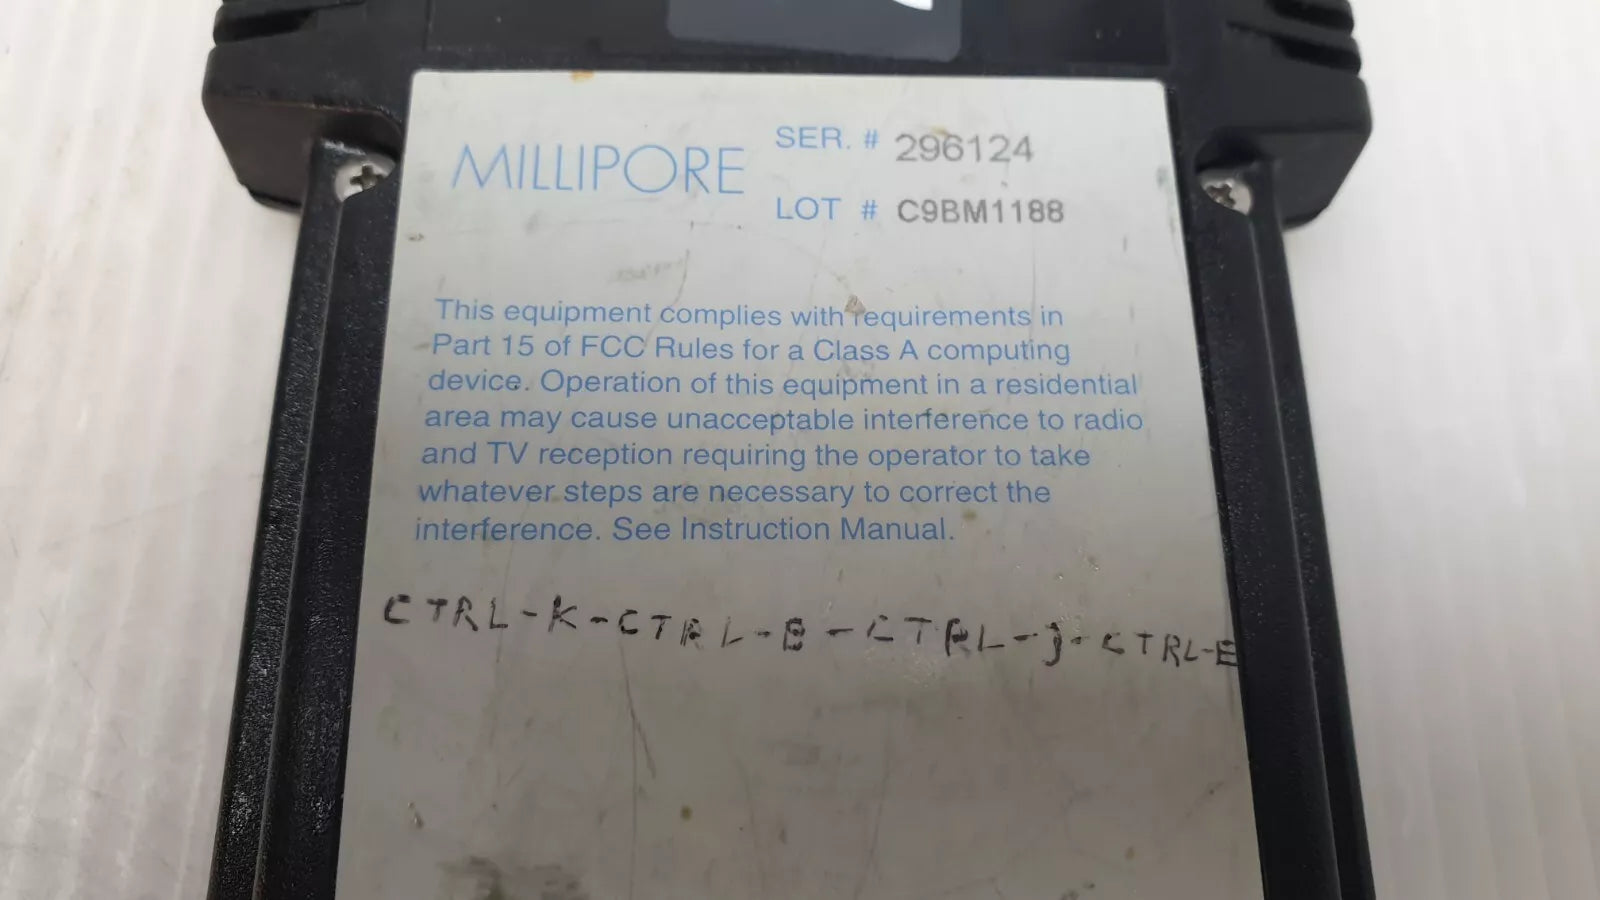 MILLIPORE
SER. # 296124
LOT # C9BM1188
This equipment complies with requirements in
Part 15 of FCC Rules for a Class A computing
device. Operation of this equipment in a residential
area may cause unacceptable interference to radio
and TV reception requiring the operator to take
whatever steps are necessary to correct the
interference. See Instruction Manual.
CTRL-K-CTRL-B-CTRL-J-CTRL-E